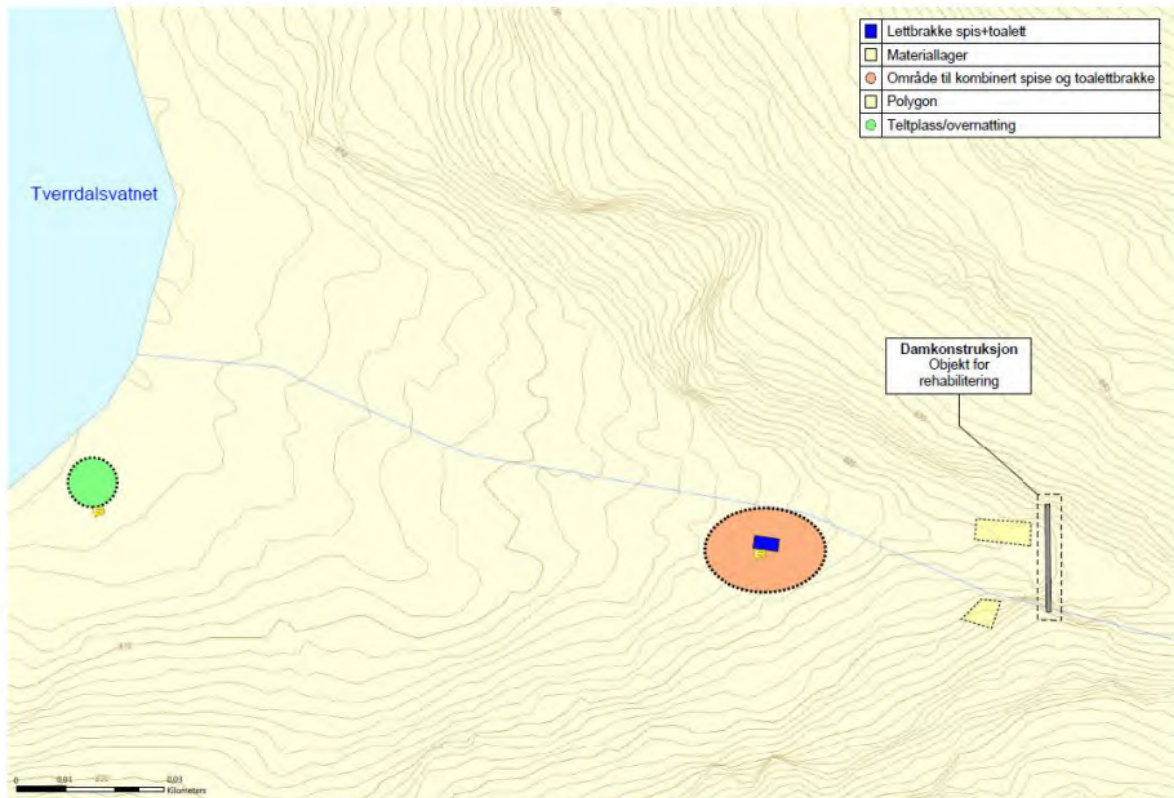 Lettbrakke spis+toalett
Materiallager
Område til kombinert spise og toalettbrakke
Polygon
Teltplass/overnatting
Tverrdalsvatnet
Damkonstruksjon
Objekt for
rehabilitering
0 0,01 0,03
Kilometers